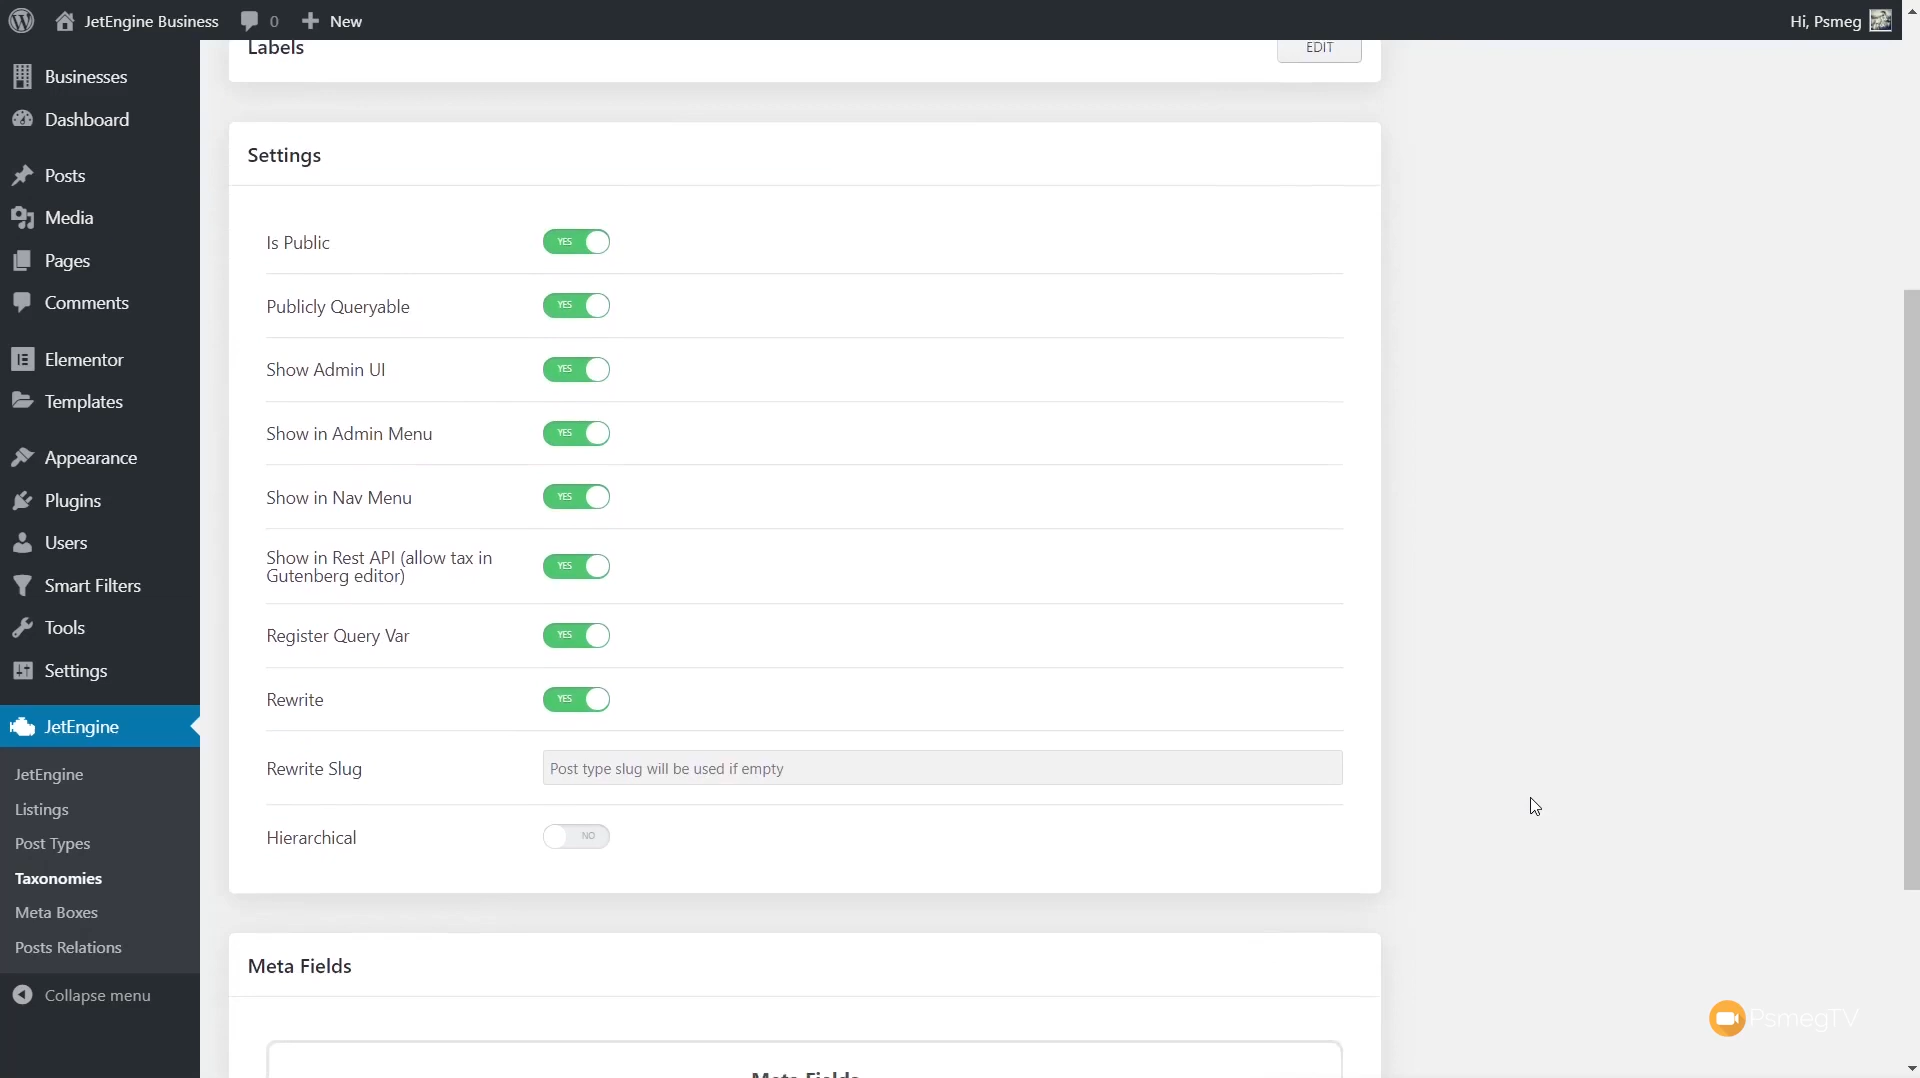 JetEngine Business
0
New
Hi, Psmeg
Businesses
Dashboard
Posts
Media
Pages
Comments
Elementor
Templates
Appearance
Plugins
Users
Smart Filters
Tools
Settings
JetEngine
JetEngine
Listings
Post Types
Taxonomies
Meta Boxes
Posts Relations
Collapse menu
Labels
EDIT
Settings
Is Public
YES
Publicly Queryable
YES
Show Admin UI
YES
Show in Admin Menu
YES
Show in Nav Menu
YES
Show in Rest API (allow tax in
Gutenberg editor)
YES
Register Query Var
YES
Rewrite
YES
Rewrite Slug
Post type slug will be used if empty
Hierarchical
NO
Meta Fields
Meta Fields
PsmegTV